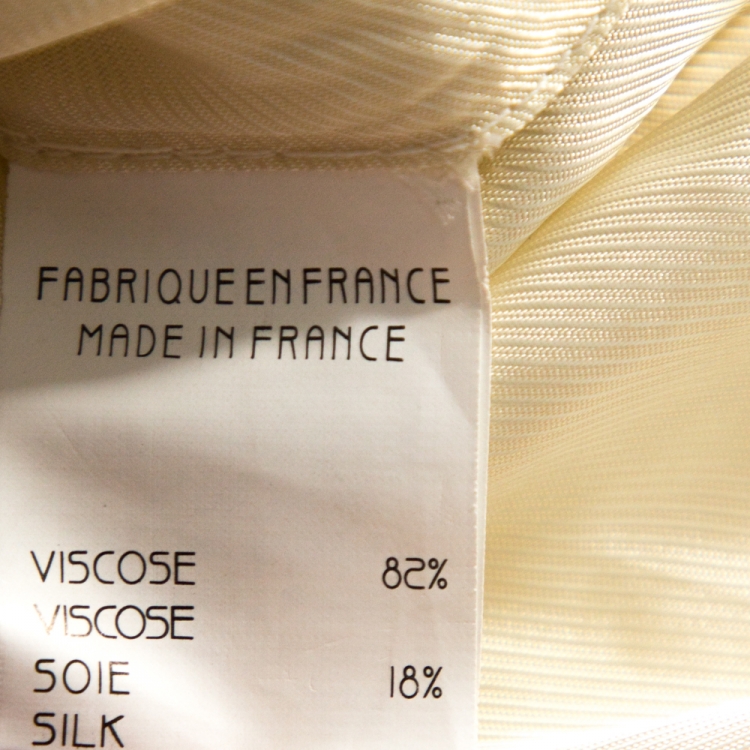 FABRIQUE EN FRANCE
MADE IN FRANCE
VISCOSE 82%
VISCOSE
SOIE 18%
SILK